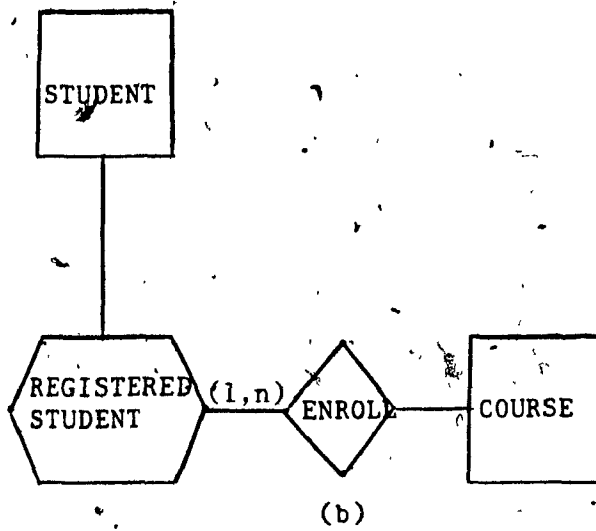 STUDENT
REGISTERED
STUDENT
(1,n)
ENROLL
COURSE
(b)